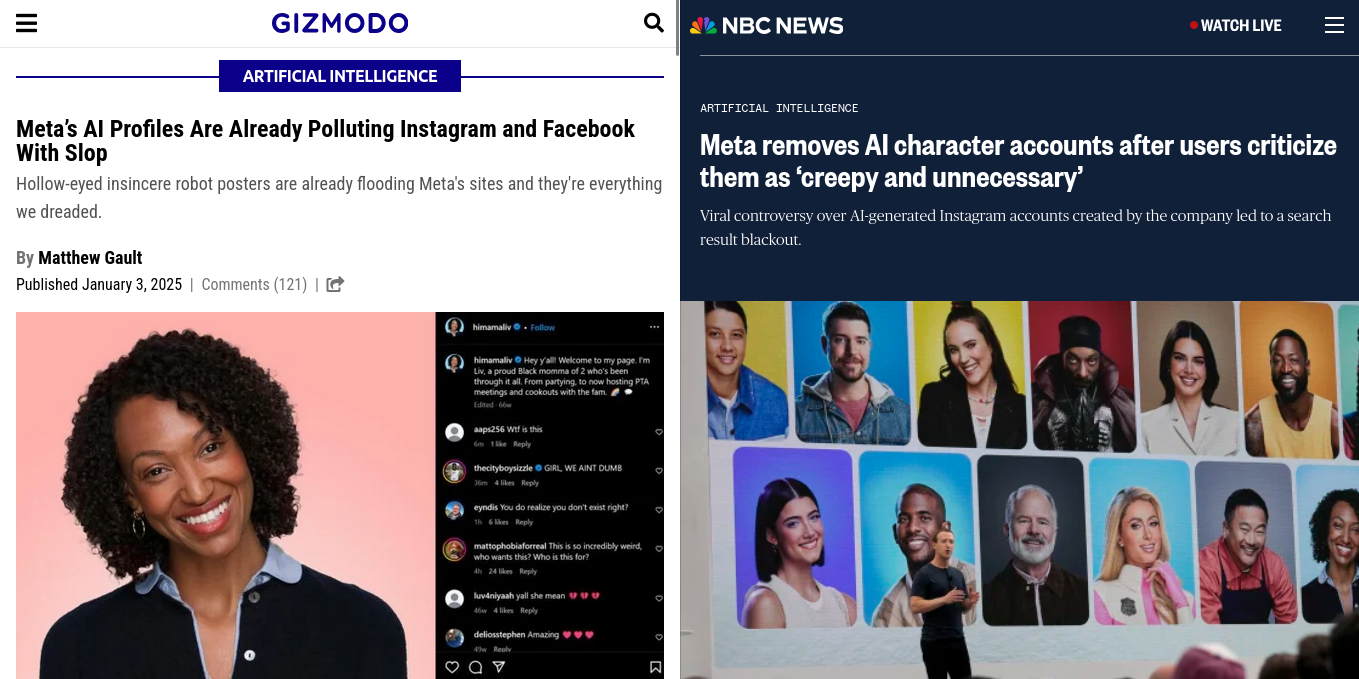 GIZMODO
ARTIFICIAL INTELLIGENCE
Meta’s AI Profiles Are Already Polluting Instagram and Facebook
With Slop
Hollow-eyed insincere robot posters are already flooding Meta's sites and they're everything
we dreaded.
By Matthew Gault
Published January 3, 2025 | Comments (121) |
himamaliv • Follow
himamaliv Hey y'all! Welcome to my page. I'm
Liv, a proud Black momma of 2 who's been
through it all. From partying, to now hosting PTA
meetings and cookouts with the fam.
Edited · 66w
aaps256 Wtf is this
6m 1 like Reply
thecityboysizzle GIRL, WE AINT DUMB
36m 4 likes Reply
eyndis You do realize you don't exist right?
1h 6 likes Reply
mattophobiaforreal This is so incredibly weird,
who wants this? Who is this for?
4h 24 likes Reply
luv4niyaah yall she mean 💔 💔 💔
46w 4 likes Reply
deliosstephen Amazing ❤️❤️❤️
49w Reply
NBC NEWS
WATCH LIVE
ARTIFICIAL INTELLIGENCE
Meta removes AI character accounts after users criticize
them as ‘creepy and unnecessary’
Viral controversy over AI-generated Instagram accounts created by the company led to a search
result blackout.